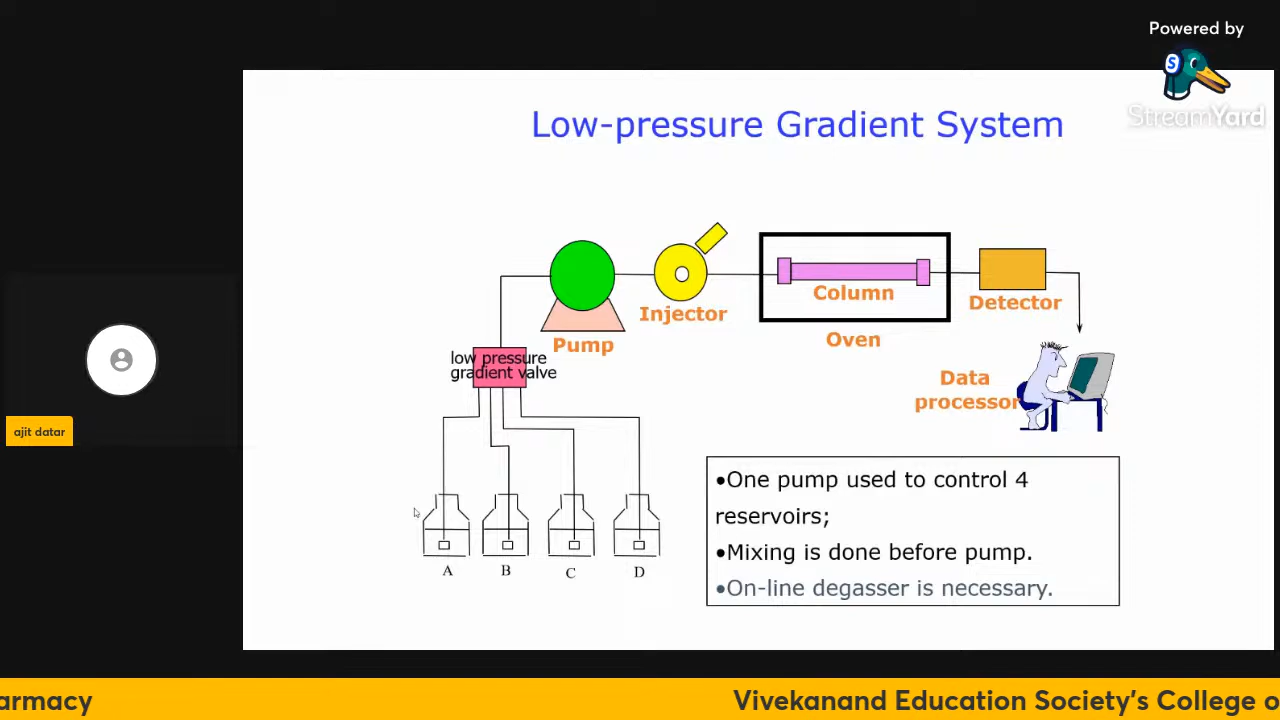 Powered by
StreamYard
Low-pressure Gradient System
Injector
Column
Detector
Pump
Oven
low pressure
gradient valve
Data
processor
ajit datar
•One pump used to control 4
reservoirs;
•Mixing is done before pump.
•On-line degasser is necessary.
A B C D
armacy
Vivekanand Education Society's College o